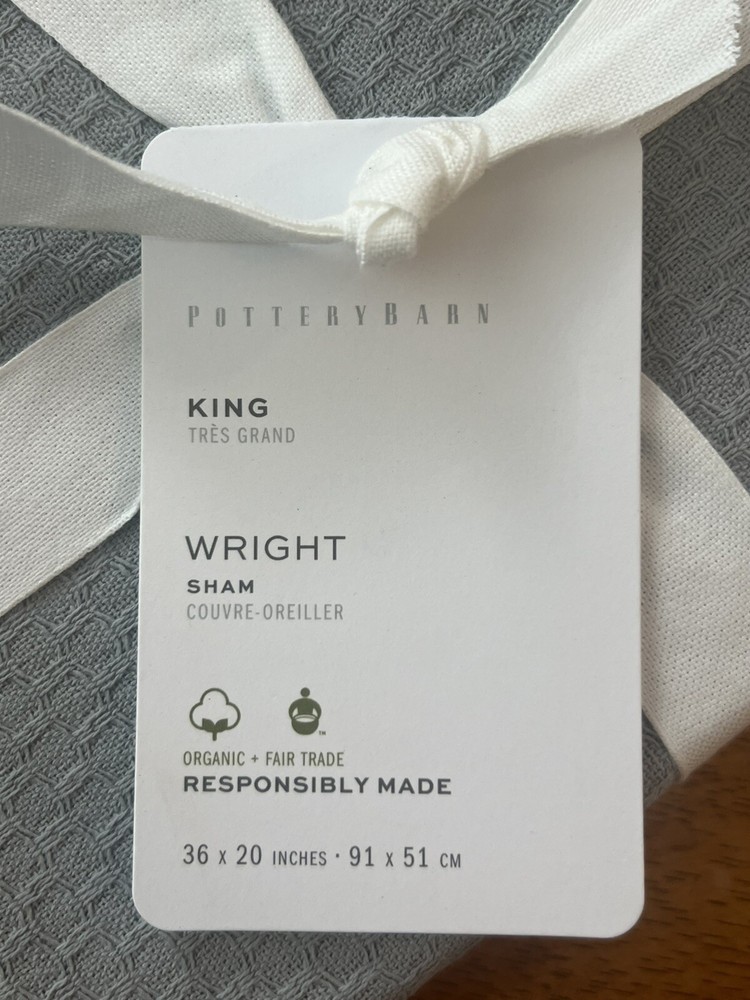 POTTERYBARN
KING
TRÈS GRAND
WRIGHT
SHAM
COUVRE-OREILLER
TM
ORGANIC + FAIR TRADE
RESPONSIBLY MADE
36 X 20 INCHES · 91 X 51 CM